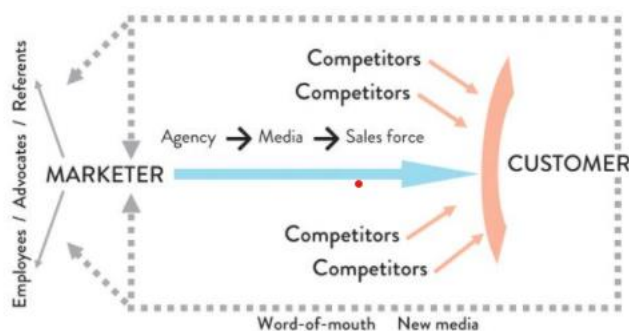 Competitors
Competitors
Agency → Media → Sales force
MARKETER
CUSTOMER
Employees / Advocates / Referents
Competitors
Competitors
Word-of-mouth New media